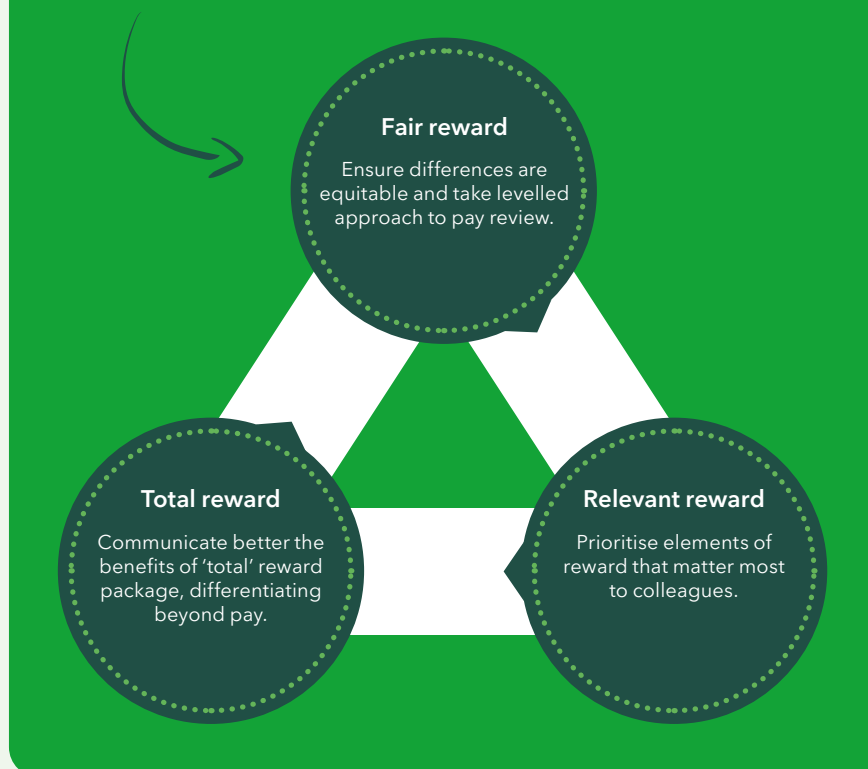 Fair reward
Ensure differences are
equitable and take levelled
approach to pay review.
Total reward
Communicate better the
benefits of ‘total’ reward
package, differentiating
beyond pay.
Relevant reward
Prioritise elements of
reward that matter most
to colleagues.